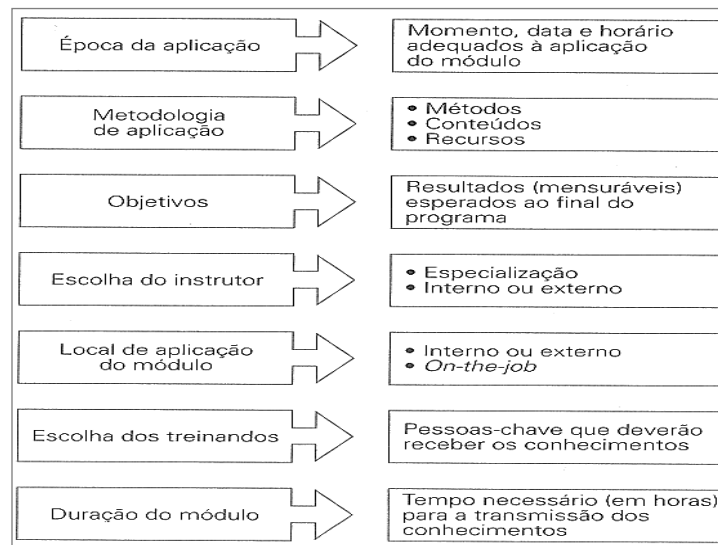 Época da aplicação
Momento, data e horário
adequados à aplicação
do módulo
Metodologia
de aplicação
• Métodos
• Conteúdos
• Recursos
Objetivos
Resultados (mensuráveis)
esperados ao final do
programa
Escolha do instrutor
• Especialização
• Interno ou externo
Local de aplicação
do módulo
• Interno ou externo
• On-the-job
Escolha dos treinandos
Pessoas-chave que deverão
receber os conhecimentos
Duração do módulo
Tempo necessário (em horas)
para a transmissão dos
conhecimentos